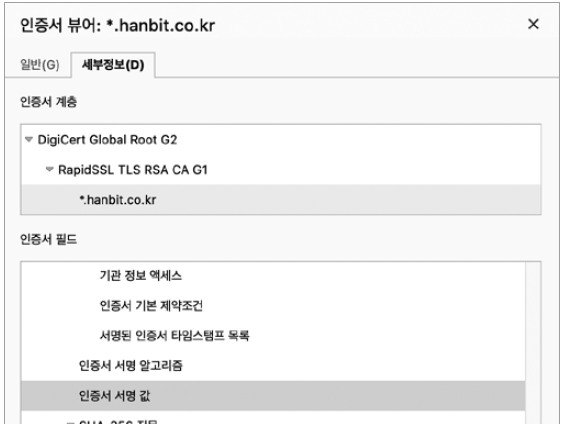 인증서 뷰어: *.hanbit.co.kr ×
일반(G) 세부정보(D)
인증서 계층
DigiCert Global Root G2
RapidSSL TLS RSA CA G1
*.hanbit.co.kr
인증서 필드
기관 정보 액세스
인증서 기본 제약조건
서명된 인증서 타임스탬프 목록
인증서 서명 알고리즘
인증서 서명 값
SHA-256 지문